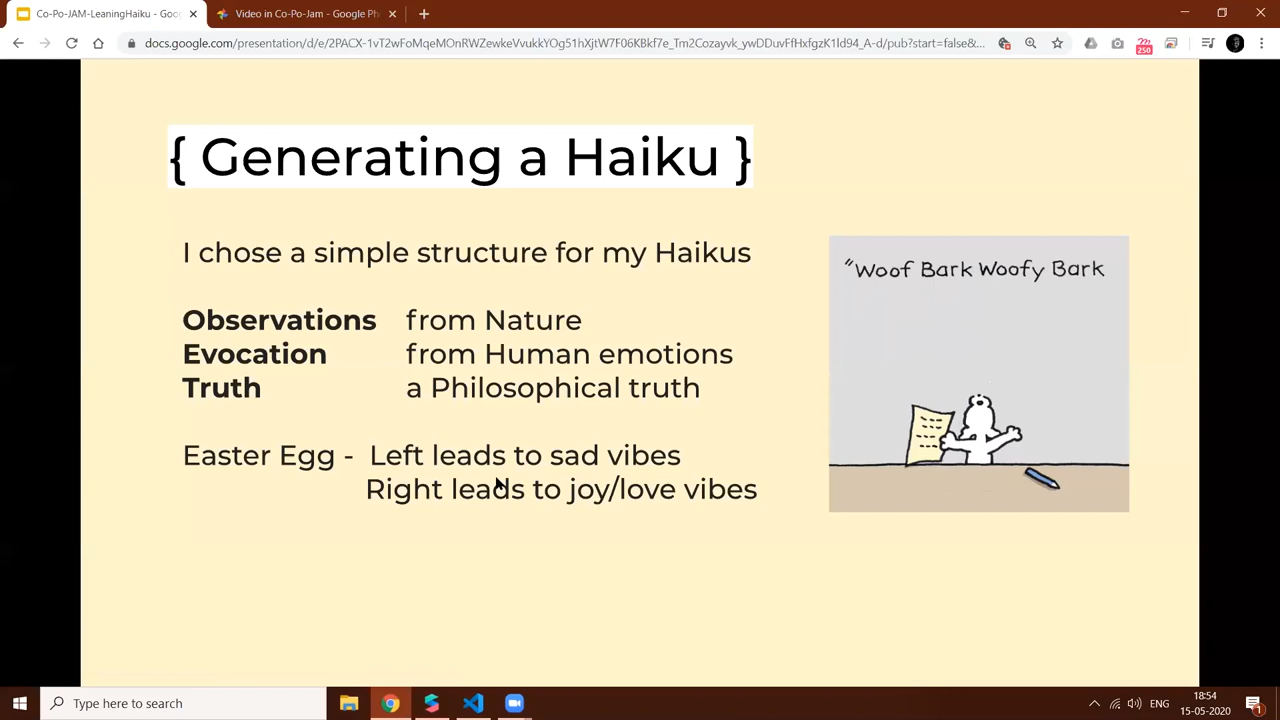 Co-Po-JAM-LeaningHaiku - Goo
Video in Co-Po-Jam - Google Ph
docs.google.com/presentation/d/e/2PACX-1vT2wFoMqeMOnRWZewkeVvukkYOg51hXjtW7F06KBkf7e_Tm2Cozayvk_ywDDuvFfHxfgzK1ld94_A-d/pub?start=false&...
250
{ Generating a Haiku }
I chose a simple structure for my Haikus
Observations from Nature
Evocation from Human emotions
Truth a Philosophical truth
Easter Egg - Left leads to sad vibes
Right leads to joy/love vibes
"Woof Bark Woofy Bark
Type here to search
ENG
18:54
15-05-2020
1